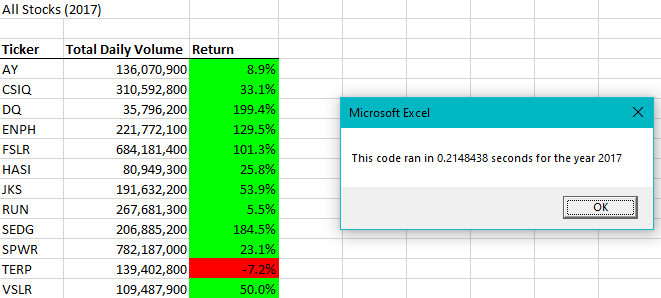 All Stocks (2017)
Ticker Total Daily Volume Return
AY 136,070,900 8.9%
CSIQ 310,592,800 33.1%
DQ 35,796,200 199.4%
ENPH 221,772,100 129.5%
FSLR 684,181,400 101.3%
HASI 80,949,300 25.8%
JKS 191,632,200 53.9%
RUN 267,681,300 5.5%
SEDG 206,885,200 184.5%
SPWR 782,187,000 23.1%
TERP 139,402,800 -7.2%
VSLR 109,487,900 50.0%
Microsoft Excel
This code ran in 0.2148438 seconds for the year 2017
OK